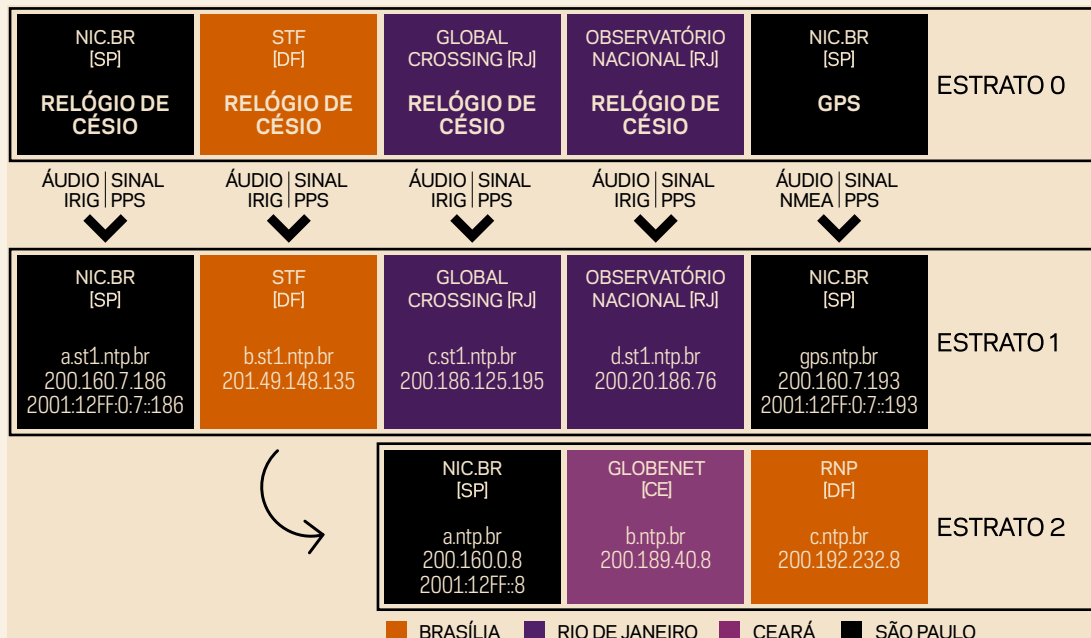 NIC.BR
[SP]
RELÓGIO DE
CÉSIO
STF
[DF]
RELÓGIO DE
CÉSIO
GLOBAL
CROSSING [RJ]
RELÓGIO DE
CÉSIO
OBSERVATÓRIO
NACIONAL [RJ]
RELÓGIO DE
CÉSIO
NIC.BR
[SP]
GPS
ESTRATO 0
ÁUDIO | SINAL
IRIG | PPS
ÁUDIO | SINAL
IRIG | PPS
ÁUDIO | SINAL
IRIG | PPS
ÁUDIO | SINAL
IRIG | PPS
ÁUDIO | SINAL
NMEA | PPS
NIC.BR
[SP]
a.st1.ntp.br
200.160.7.186
2001:12FF:0:7::186
STF
[DF]
b.st1.ntp.br
201.49.148.135
GLOBAL
CROSSING [RJ]
c.st1.ntp.br
200.186.125.195
OBSERVATÓRIO
NACIONAL [RJ]
d.st1.ntp.br
200.20.186.76
NIC.BR
[SP]
gps.ntp.br
200.160.7.193
2001:12FF:0:7::193
ESTRATO 1
NIC.BR
[SP]
a.ntp.br
200.160.0.8
2001:12FF::8
GLOBENET
[CE]
b.ntp.br
200.189.40.8
RNP
[DF]
c.ntp.br
200.192.232.8
ESTRATO 2
BRASÍLIA
RIO DE JANEIRO
CEARÁ
SÃO PAULO